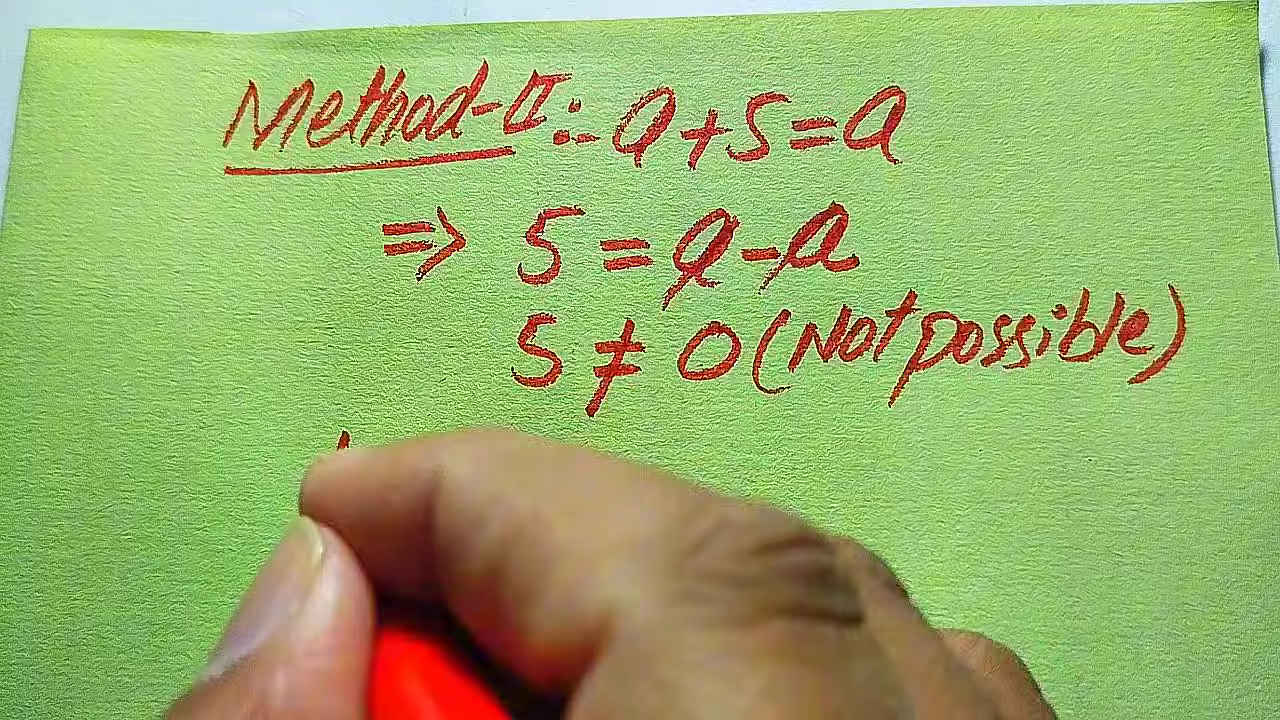 Method-II:- a+5=a
=> 5=a-a
5≠0 (Not possible)